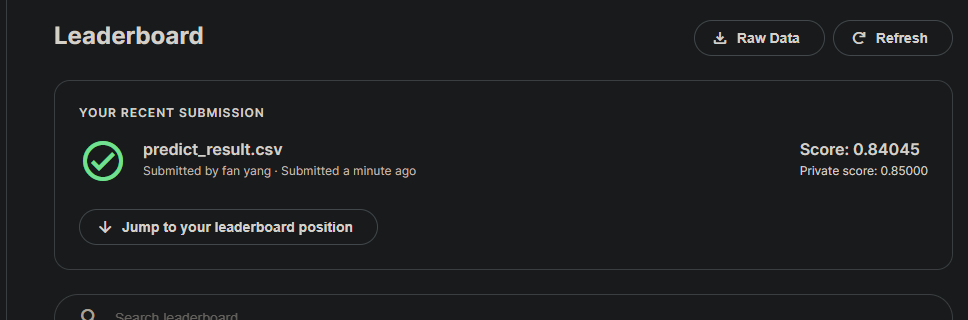 Leaderboard
Raw Data
Refresh
YOUR RECENT SUBMISSION
predict_result.csv
Score: 0.84045
Submitted by fan yang · Submitted a minute ago
Private score: 0.85000
Jump to your leaderboard position
Search leaderboard